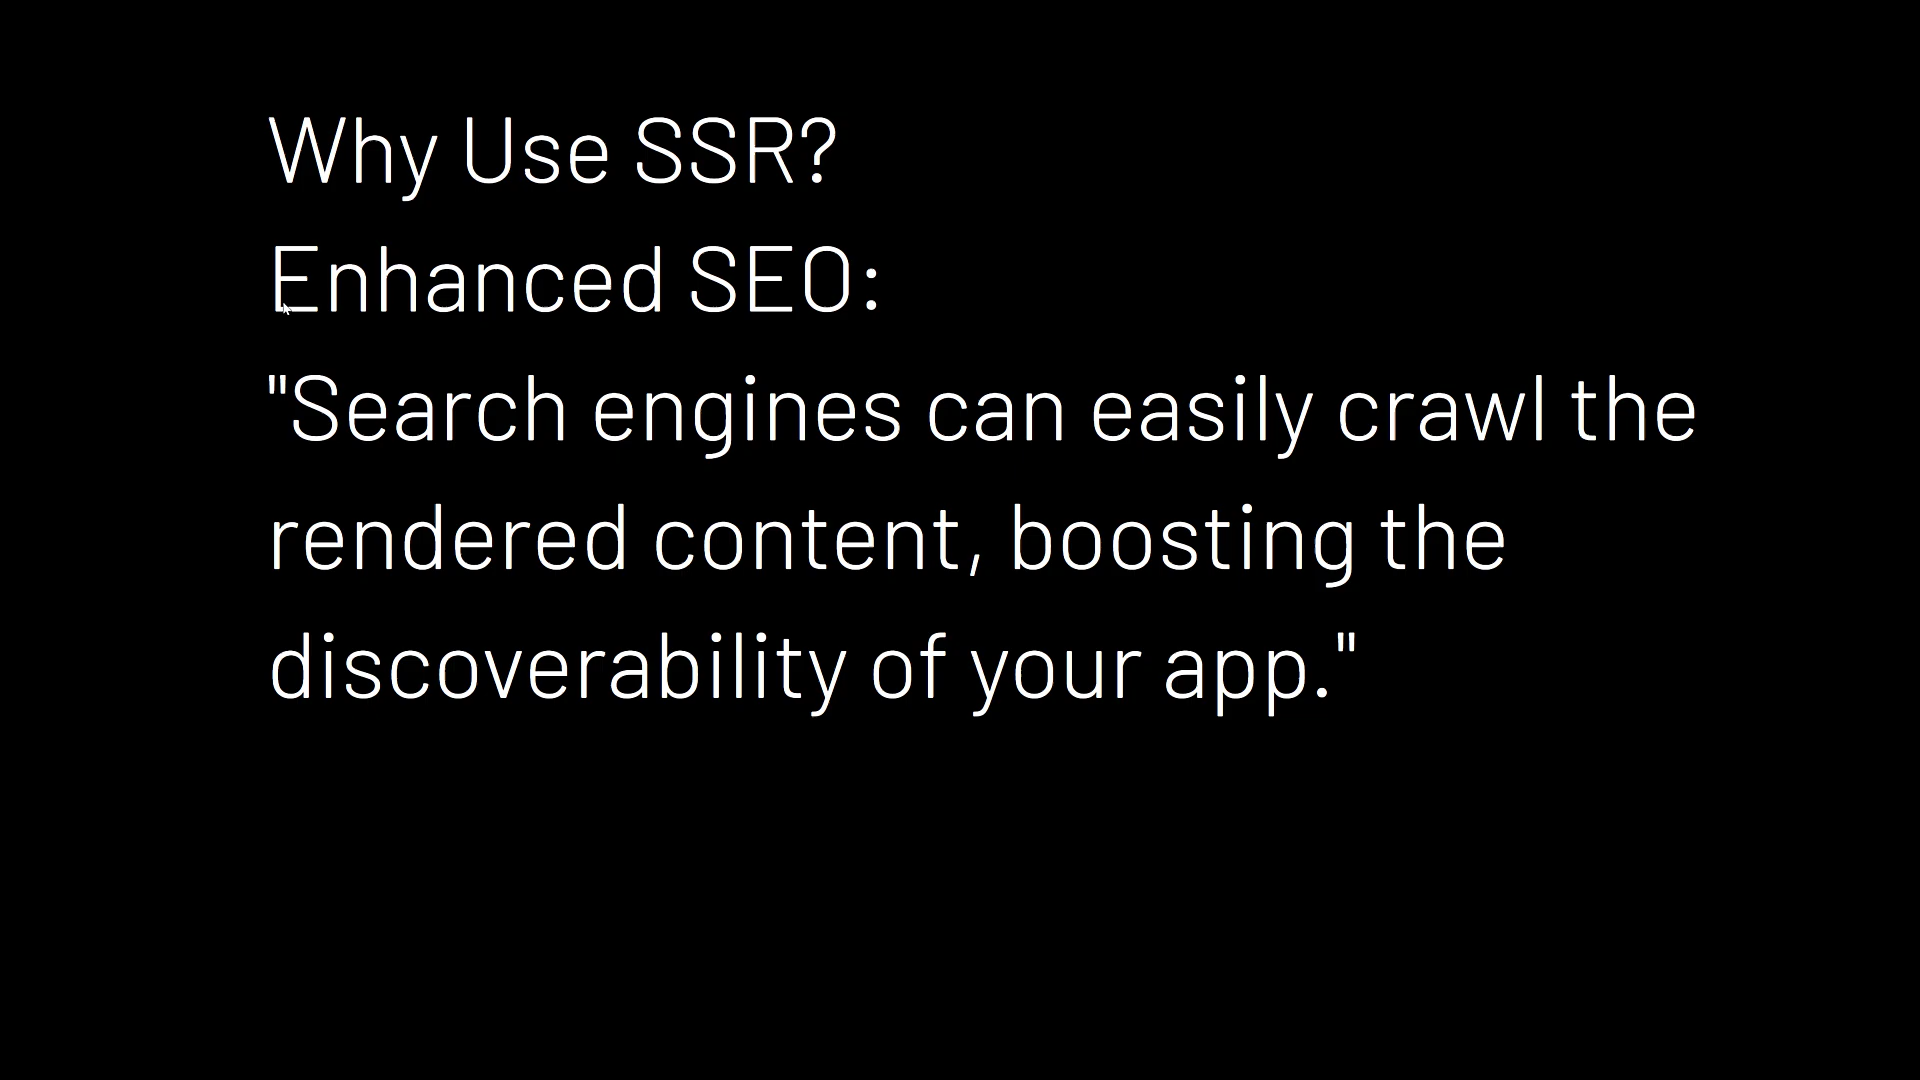 Why Use SSR?
Enhanced SEO:
"Search engines can easily crawl the
rendered content, boosting the
discoverability of your app."